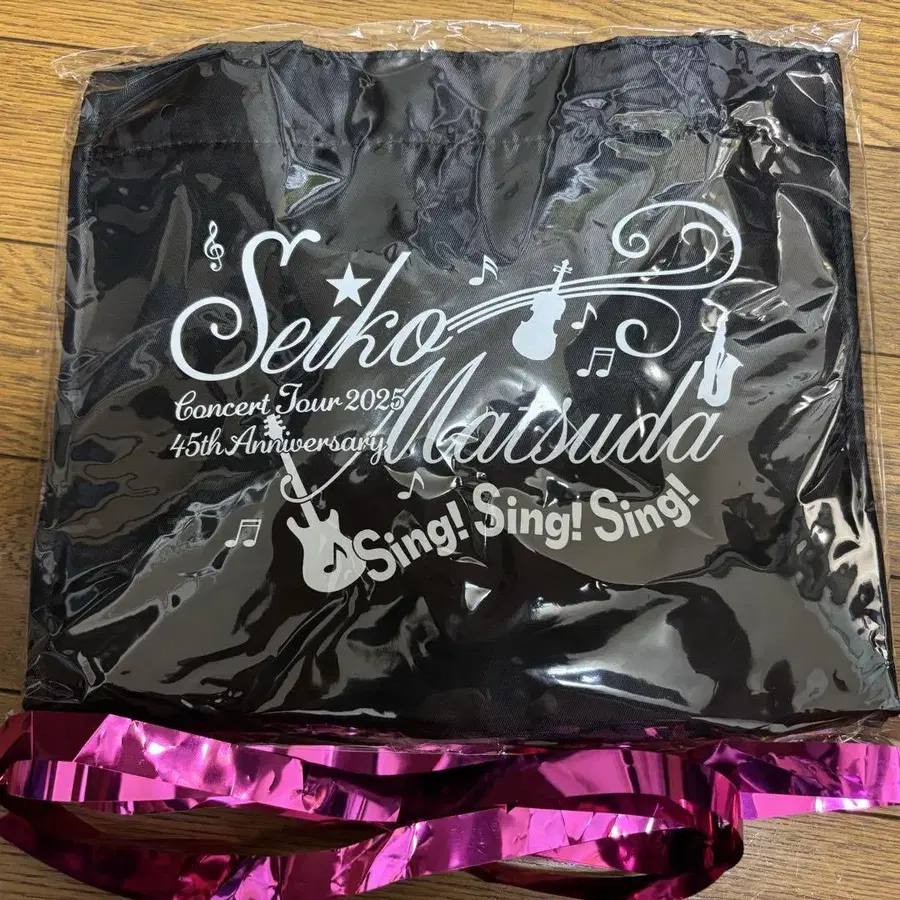 Seiko
Matsuda
Concert Tour 2025
45th Anniversary
Sing! Sing! Sing!